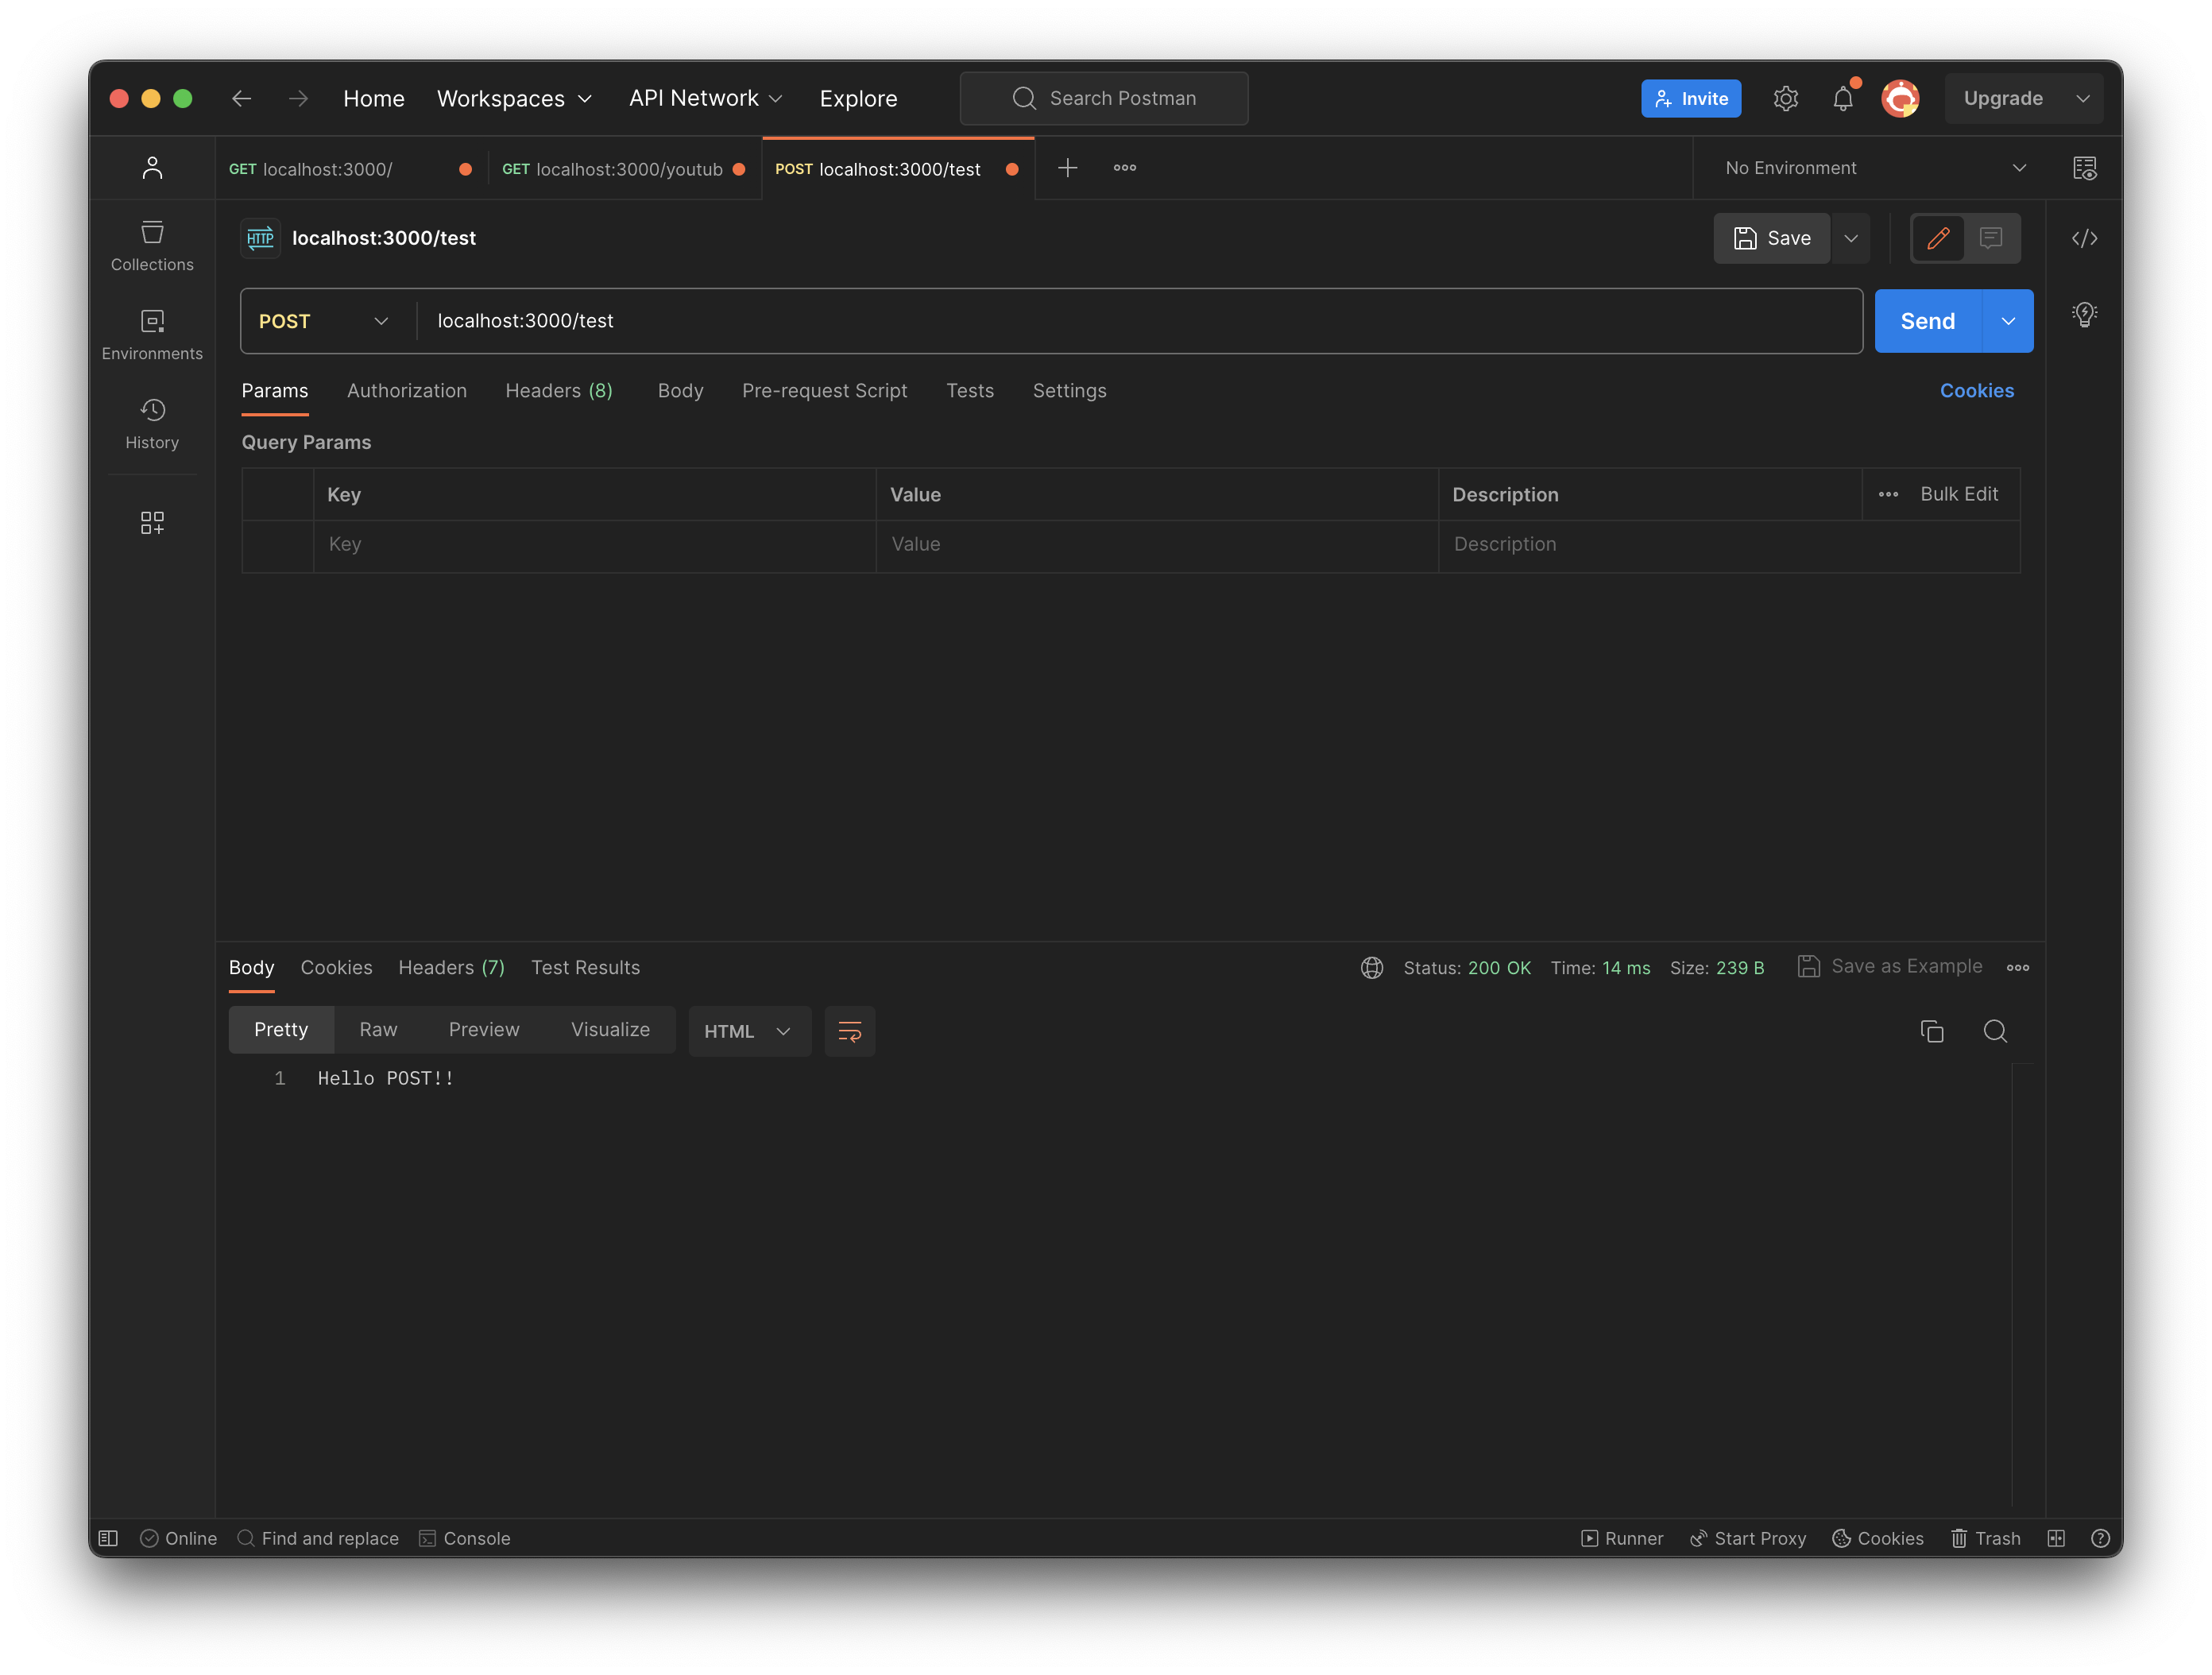 Home Workspaces API Network Explore Search Postman Invite Upgrade
GET localhost:3000/ GET localhost:3000/youtub POST localhost:3000/test No Environment
HTTP localhost:3000/test Save
Collections
POST localhost:3000/test Send
Environments
Params Authorization Headers (8) Body Pre-request Script Tests Settings Cookies
History
Query Params
Key Value Description Bulk Edit
Key Value Description
Body Cookies Headers (7) Test Results Status: 200 OK Time: 14 ms Size: 239 B Save as Example
Pretty Raw Preview Visualize HTML
1 Hello POST!!
Online Find and replace Console Runner Start Proxy Cookies Trash